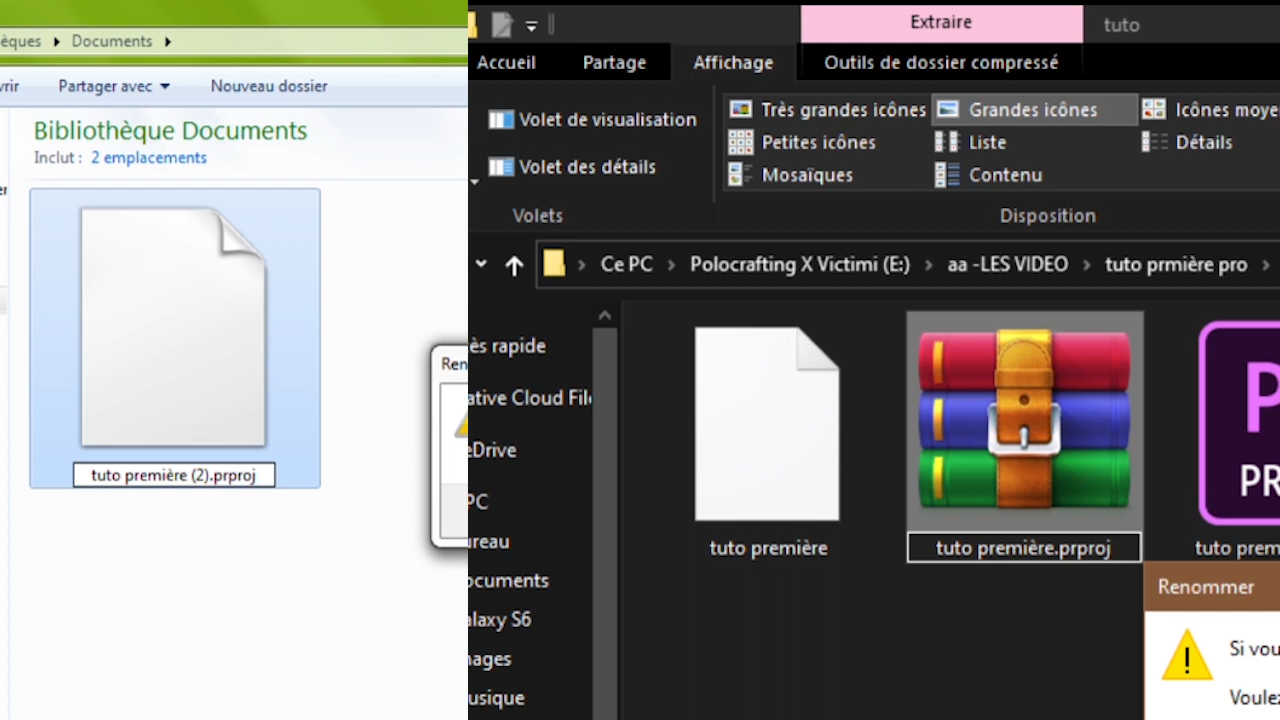 èques ▸ Documents ▸
vrir Partager avec Nouveau dossier
Bibliothèque Documents
Inclut : 2 emplacements
tuto première (2).prproj
Ren
Extraire
tuto
Accueil Partage Affichage Outils de dossier compressé
Volet de visualisation
Volet des détails
Volets
Très grandes icônes Grandes icônes Icônes moye
Petites icônes Liste Détails
Mosaïques Contenu
Disposition
Ce PC > Polocrafting X Victimi (E:) > aa -LES VIDEO > tuto prmière pro >
ès rapide
ative Cloud File
eDrive
PC
ureau
ocuments
alaxy S6
nages
usique
tuto première
tuto première.prproj
P
PR
tuto prem
Renommer
Si vou
Voulez